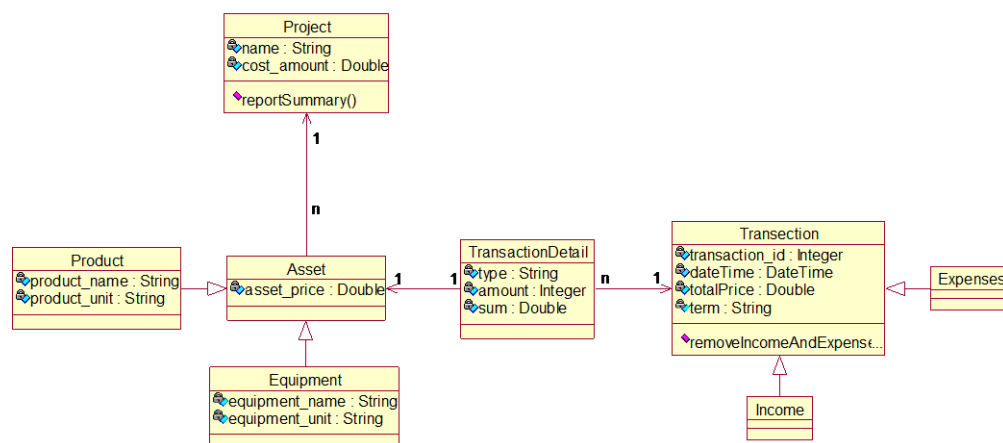 Project
name : String
cost_amount : Double
reportSummary()
1
n
Product
product_name : String
product_unit : String
Asset
asset_price : Double
1
1
TransactionDetail
type : String
amount : Integer
sum : Double
n
1
Transection
transaction_id : Integer
dateTime : DateTime
totalPrice : Double
term : String
removeIncomeAndExpense...
Expenses
Equipment
equipment_name : String
equipment_unit : String
Income